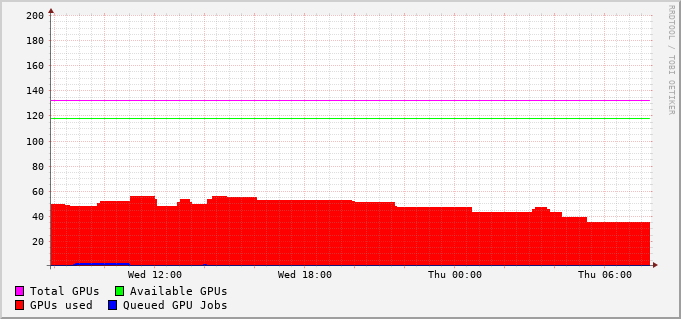 RRDTOOL / TOBI OETIKER
200
180
160
140
120
100
80
60
40
20
Wed 12:00 Wed 18:00 Thu 00:00 Thu 06:00
Total GPUs Available GPUs
GPUs used Queued GPU Jobs